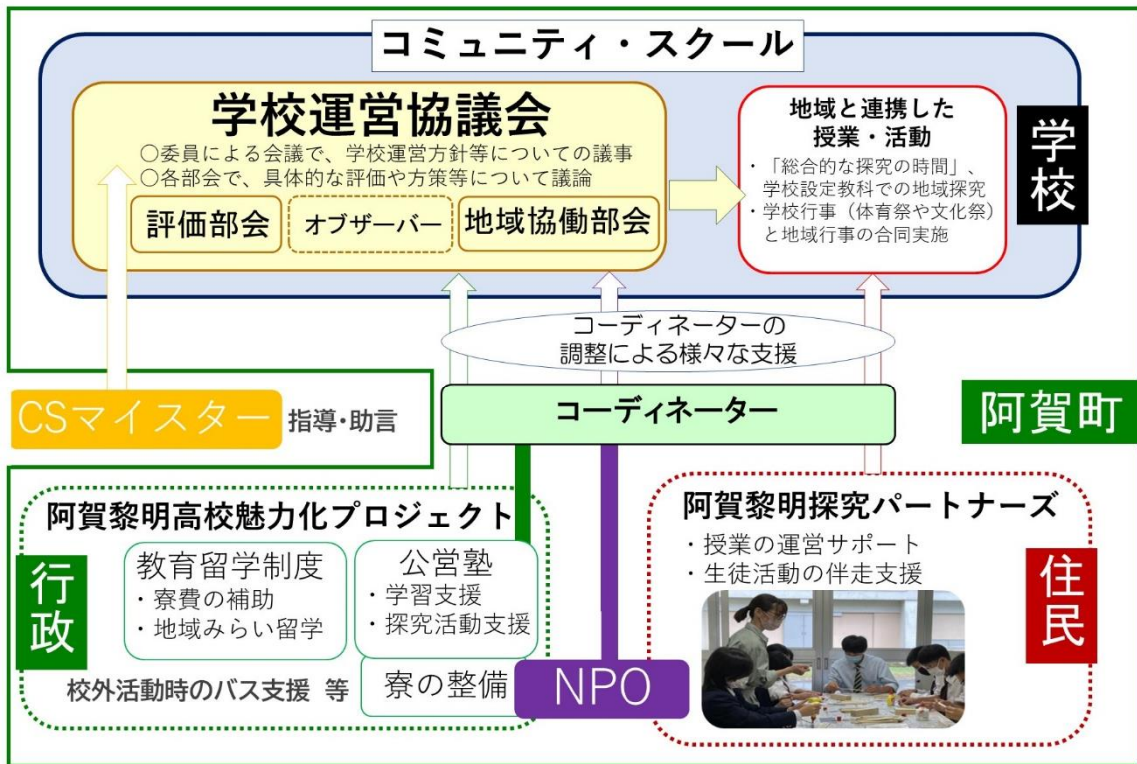 コミュニティ・スクール
学校運営協議会
○委員による会議で、学校運営方針等についての議事
○各部会で、具体的な評価や方策等について議論
評価部会
オブザーバー
地域協働部会
地域と連携した
授業・活動
・「総合的な探究の時間」、
学校設定教科での地域探究
・学校行事（体育祭や文化祭）
と地域行事の合同実施
学校
コーディネーターの
調整による様々な支援
CSマイスター
指導・助言
コーディネーター
阿賀町
阿賀黎明高校魅力化プロジェクト
行政
教育留学制度
・寮費の補助
・地域みらい留学
公営塾
・学習支援
・探究活動支援
校外活動時のバス支援 等
寮の整備
NPO
阿賀黎明探究パートナーズ
・授業の運営サポート
・生徒活動の伴走支援
住民